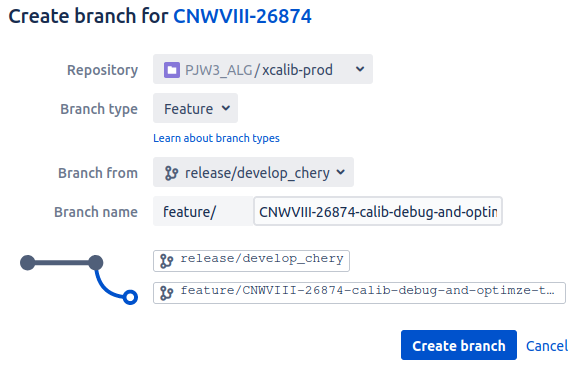 Create branch for CNWVIII-26874
Repository PJW3_ALG/xcalib-prod
Branch type Feature
Learn about branch types
Branch from release/develop_chery
Branch name feature/ CNWVIII-26874-calib-debug-and-optim
release/develop_chery
feature/CNWVIII-26874-calib-debug-and-optimze-t…
Create branch Cancel